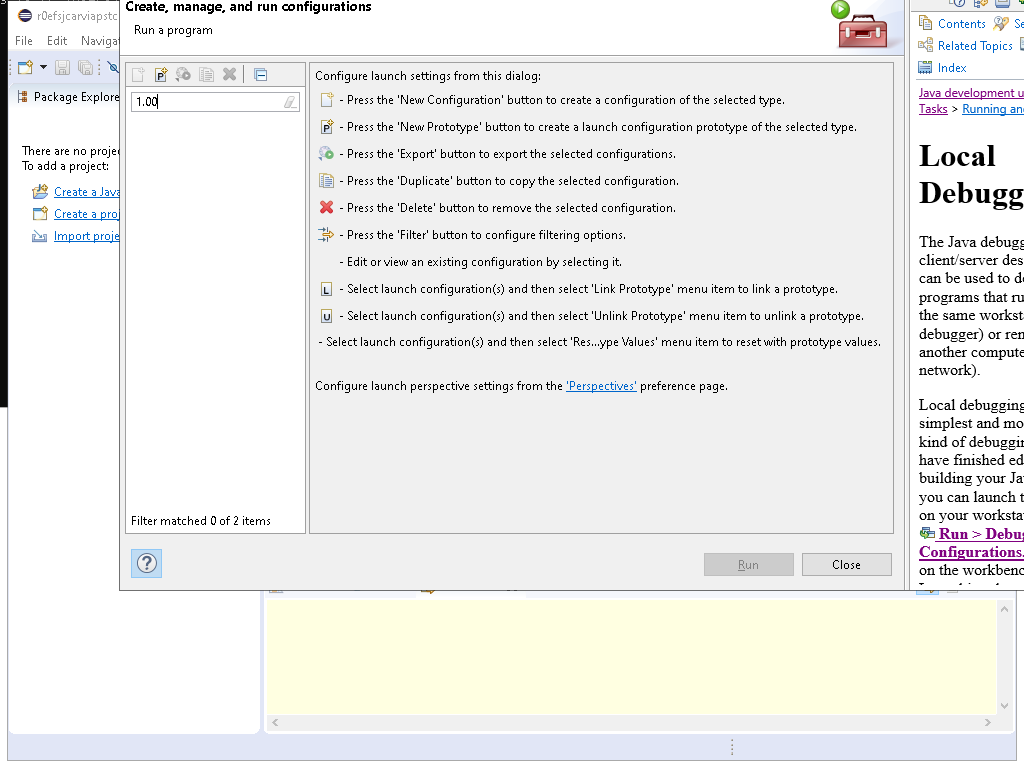 r0efsjcarviapstc
File Edit Naviga
Package Explore
There are no proje
To add a project:
Create a Java
Create a proj
Import proje
Create, manage, and run configurations
Run a program
1.00
Filter matched 0 of 2 items
Configure launch settings from this dialog:
- Press the 'New Configuration' button to create a configuration of the selected type.
- Press the 'New Prototype' button to create a launch configuration prototype of the selected type.
- Press the 'Export' button to export the selected configurations.
- Press the 'Duplicate' button to copy the selected configuration.
- Press the 'Delete' button to remove the selected configuration.
- Press the 'Filter' button to configure filtering options.
- Edit or view an existing configuration by selecting it.
L - Select launch configuration(s) and then select 'Link Prototype' menu item to link a prototype.
U - Select launch configuration(s) and then select 'Unlink Prototype' menu item to unlink a prototype.
- Select launch configuration(s) and then select 'Res...ype Values' menu item to reset with prototype values.
Configure launch perspective settings from the 'Perspectives' preference page.
Run Close
Contents Se
Related Topics
Index
Java development u
Tasks > Running and
Local
Debugg
The Java debugg
client/server des
can be used to de
programs that ru
the same worksta
debugger) or rem
another compute
network).
Local debugging
simplest and mo
kind of debuggin
have finished ed
building your Jav
you can launch t
on your worksta
Run > Debug
Configurations.
on the workbenc